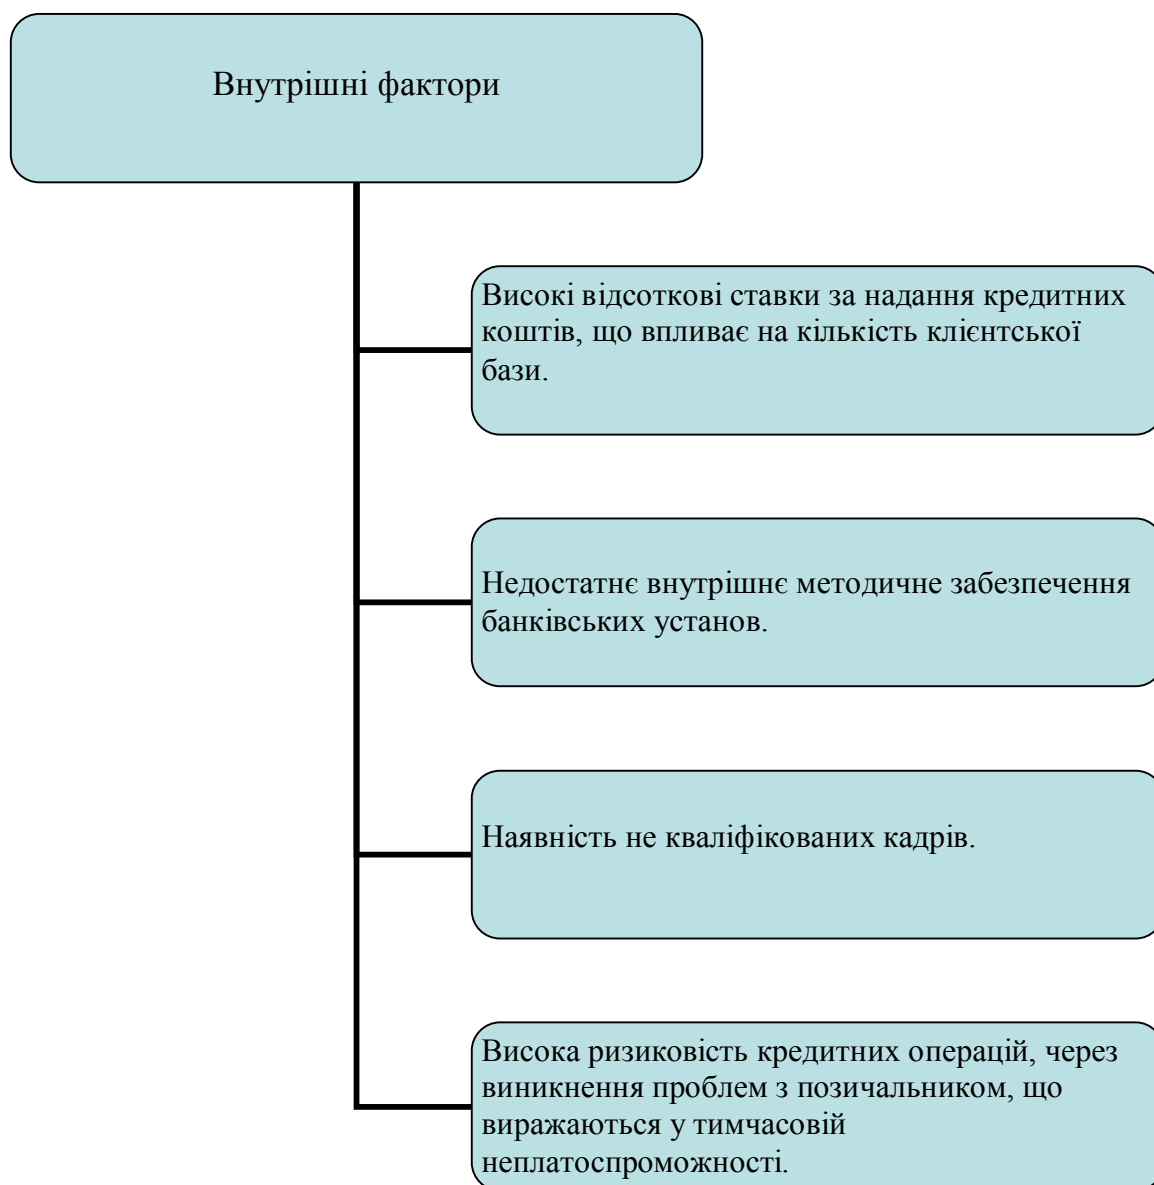 Внутрішні фактори
Високі відсоткові ставки за надання кредитних
коштів, що впливає на кількість клієнтської
бази.
Недостатнє внутрішнє методичне забезпечення
банківських установ.
Наявність не кваліфікованих кадрів.
Висока ризиковість кредитних операцій, через
виникнення проблем з позичальником, що
виражаються у тимчасовій
неплатоспроможності.